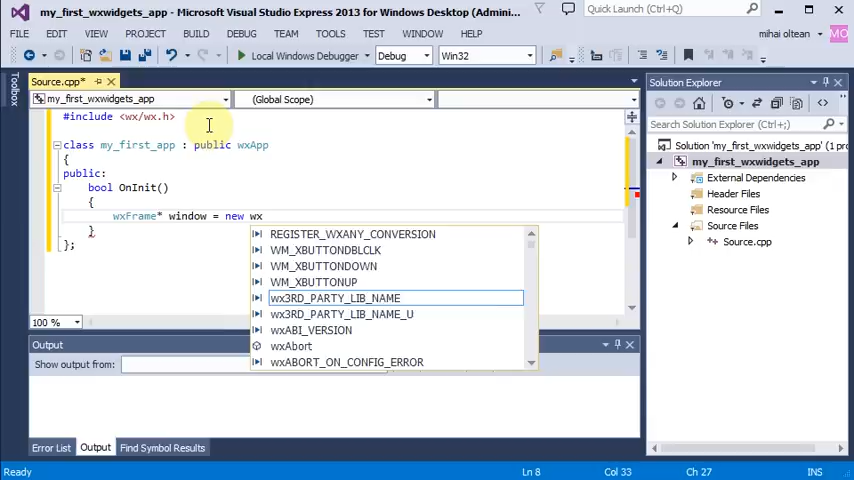 my_first_wxwidgets_app - Microsoft Visual Studio Express 2013 for Windows Desktop (Admini...
Quick Launch (Ctrl+Q)
FILE EDIT VIEW PROJECT BUILD DEBUG TEAM TOOLS TEST WINDOW HELP
mihai oltean
MO
Local Windows Debugger Debug Win32
Toolbox
Source.cpp*
my_first_wxwidgets_app
(Global Scope)
#include <wx/wx.h>
class my_first_app : public wxApp
{
public:
bool OnInit()
{
wxFrame* window = new wx
}
};
REGISTER_WXANY_CONVERSION
WM_XBUTTONDBLCLK
WM_XBUTTONDOWN
WM_XBUTTONUP
wx3RD_PARTY_LIB_NAME
wx3RD_PARTY_LIB_NAME_U
wxABI_VERSION
wxAbort
wxABORT_ON_CONFIG_ERROR
100 %
Output
Show output from:
Error List Output Find Symbol Results
Solution Explorer
Search Solution Explorer (Ctrl+;)
Solution 'my_first_wxwidgets_app' (1 pro
my_first_wxwidgets_app
External Dependencies
Header Files
Resource Files
Source Files
Source.cpp
Ready Ln 8 Col 33 Ch 27 INS